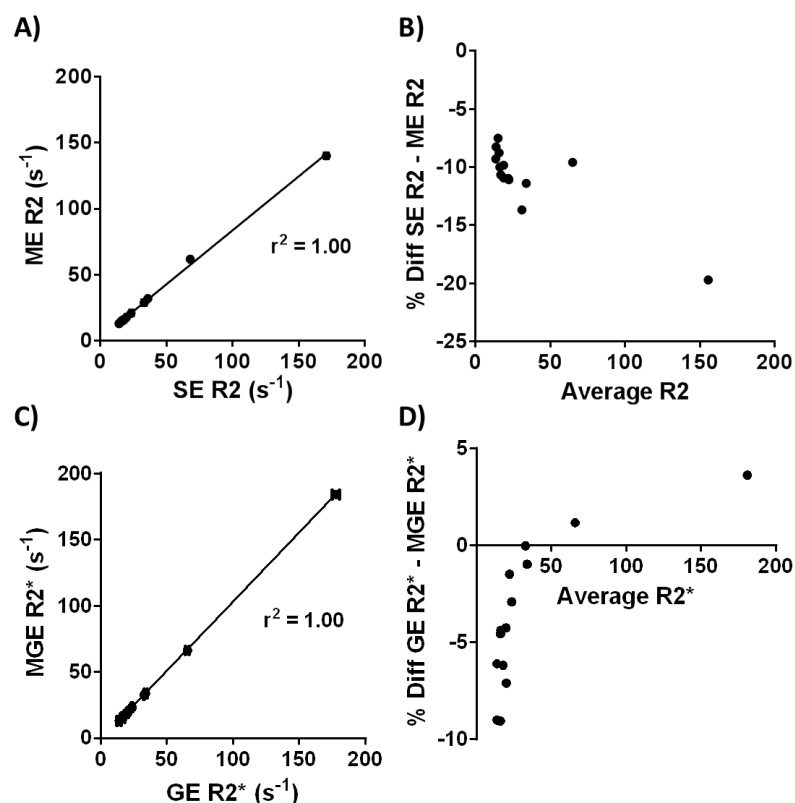 A)
200
150
100
50
0
0
50
100
150
200
ME R2 (s⁻¹)
SE R2 (s⁻¹)
r² = 1.00
B)
0
-5
-10
-15
-20
-25
0
50
100
150
200
% Diff SE R2 - ME R2
Average R2
C)
200
150
100
50
0
0
50
100
150
200
MGE R2* (s⁻¹)
GE R2* (s⁻¹)
r² = 1.00
D)
5
0
-5
-10
50
100
150
200
% Diff GE R2* - MGE R2*
Average R2*